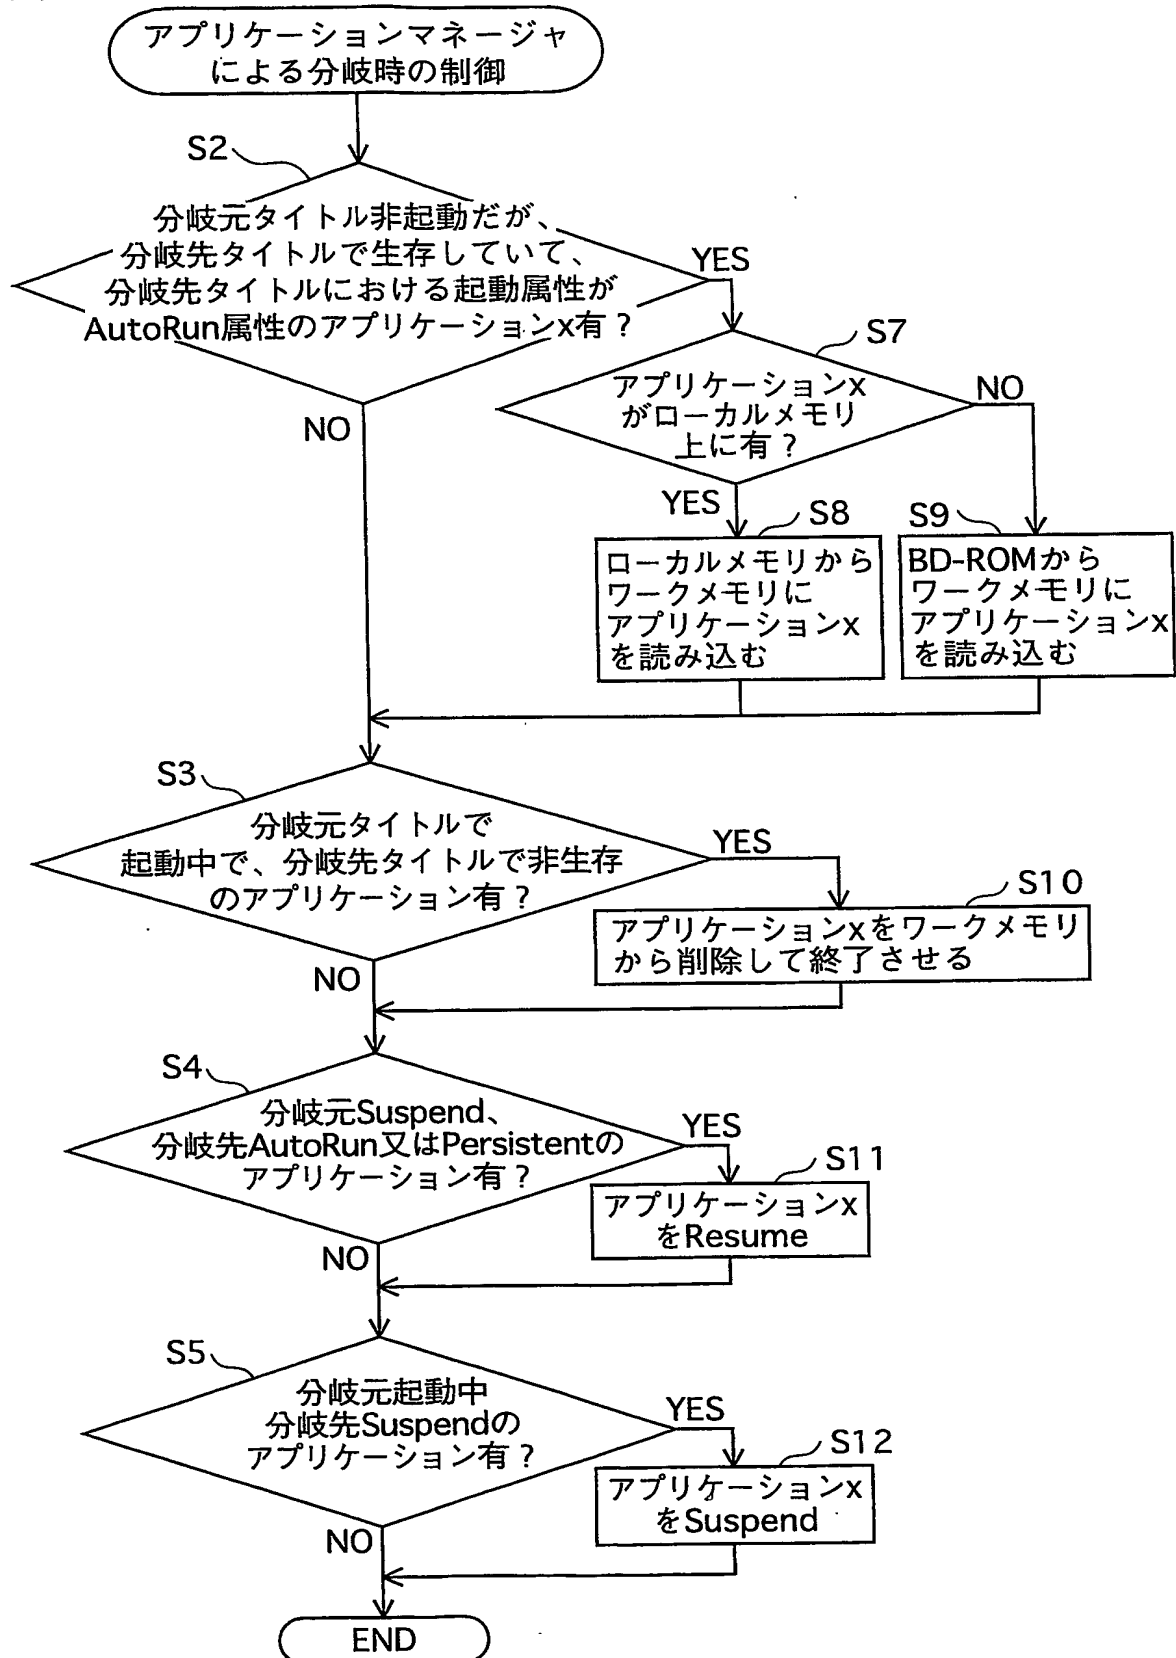 アプリケーションマネージャ
による分岐時の制御
S2
分岐元タイトル非起動だが、
分岐先タイトルで生存していて、
分岐先タイトルにおける起動属性が
AutoRun属性のアプリケーションx有？
YES
NO
S7
アプリケーションx
がローカルメモリ
上に有？
NO
YES
S8
ローカルメモリから
ワークメモリに
アプリケーションx
を読み込む
S9
BD-ROMから
ワークメモリに
アプリケーションx
を読み込む
S3
分岐元タイトルで
起動中で、分岐先タイトルで非生存
のアプリケーション有？
YES
NO
S10
アプリケーションxをワークメモリ
から削除して終了させる
S4
分岐元Suspend、
分岐先AutoRun又はPersistentの
アプリケーション有？
YES
NO
S11
アプリケーションx
をResume
S5
分岐元起動中
分岐先Suspendの
アプリケーション有？
YES
NO
S12
アプリケーションx
をSuspend
END